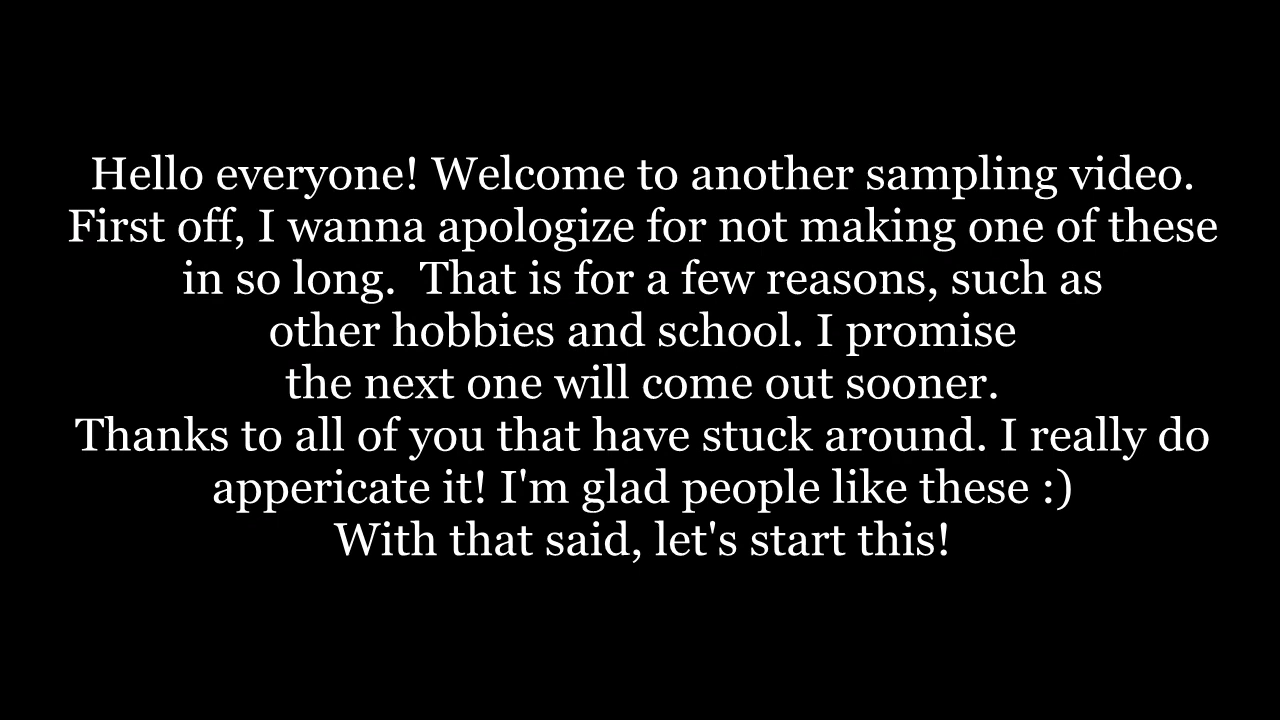 Hello everyone! Welcome to another sampling video.
First off, I wanna apologize for not making one of these
in so long.  That is for a few reasons, such as
other hobbies and school. I promise
the next one will come out sooner.
Thanks to all of you that have stuck around. I really do
appericate it! I'm glad people like these :)
With that said, let's start this!